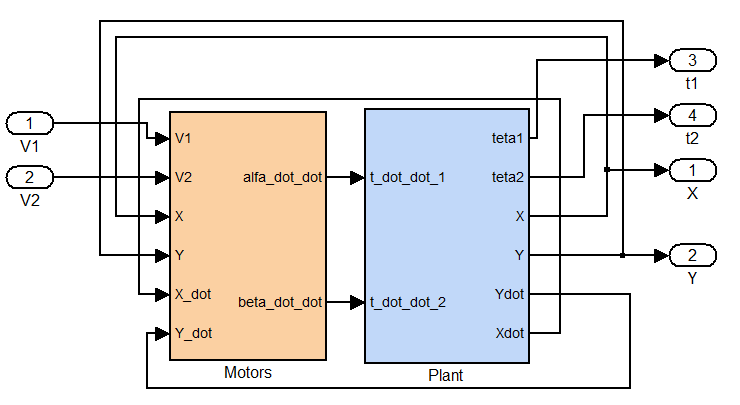 3
t1
4
t2
1
V1
2
V2
1
X
2
Y
V1
V2
X
Y
X_dot
Y_dot
alfa_dot_dot
beta_dot_dot
Motors
t_dot_dot_1
t_dot_dot_2
teta1
teta2
X
Y
Ydot
Xdot
Plant